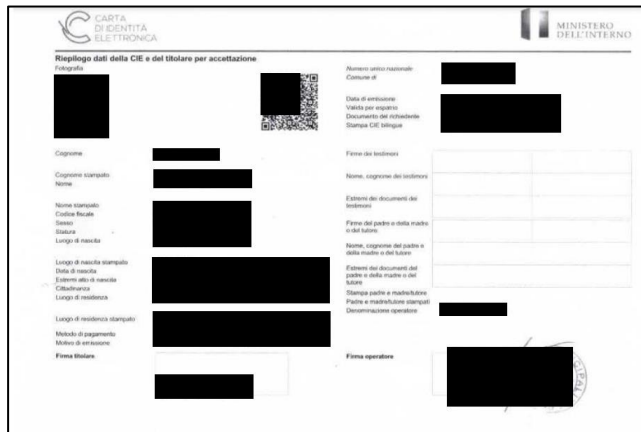 CARTA
DI IDENTITÀ
ELETTRONICA
MINISTERO
DELL'INTERNO
Riepilogo dati della CIE e del titolare per accettazione
Fotografia
Numero unico nazionale
Comune di
Data di emissione
Valida per espatrio
Documento del richiedente
Stampa CIE bilingue
Cognome
Cognome stampato
Nome
Nome stampato
Codice fiscale
Sesso
Statura
Luogo di nascita
Luogo di nascita stampato
Data di nascita
Estremi atto di nascita
Cittadinanza
Luogo di residenza
Luogo di residenza stampato
Metodo di pagamento
Motivo di emissione
Firma titolare
Firme dei testimoni
Nome, cognome dei testimoni
Estremi dei documenti dei
testimoni
Firme del padre e della madre
o del tutore
Nome, cognome del padre e
della madre o del tutore
Estremi dei documenti del
padre e della madre o del
tutore
Stampa padre e madre/tutore
Padre e madre/tutore stampati
Denominazione operatore
Firma operatore